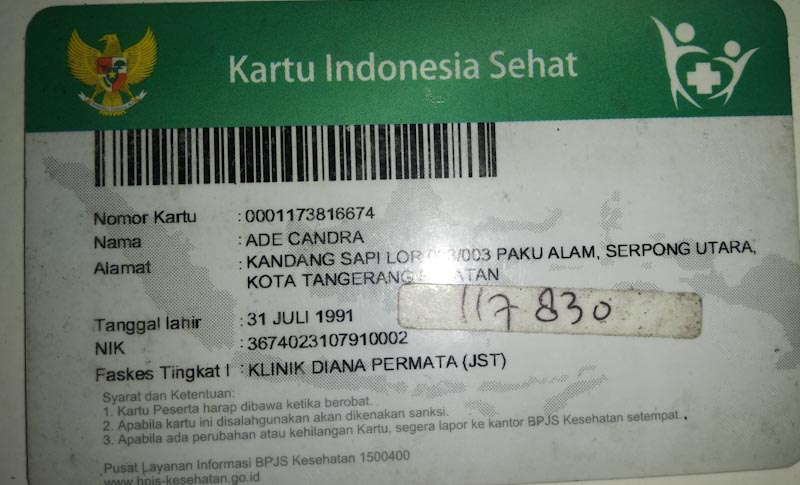 Kartu Indonesia Sehat
Nomor Kartu : 0001173816674
Nama : ADE CANDRA
Alamat : KANDANG SAPI LOR /003 PAKU ALAM, SERPONG UTARA,
KOTA TANGERANG
117 830
Tanggal lahir : 31 JULI 1991
NIK : 3674023107910002
Faskes Tingkat I : KLINIK DIANA PERMATA (JST)
Syarat dan Ketentuan:
1. Kartu Peserta harap dibawa ketika berobat.
2. Apabila kartu ini disalahgunakan akan dikenakan sanksi.
3. Apabila ada perubahan atau kehilangan Kartu, segera lapor ke kantor BPJS Kesehatan setempat.
Pusat Layanan Informasi BPJS Kesehatan 1500400
www.bpjs-kesehatan.go.id